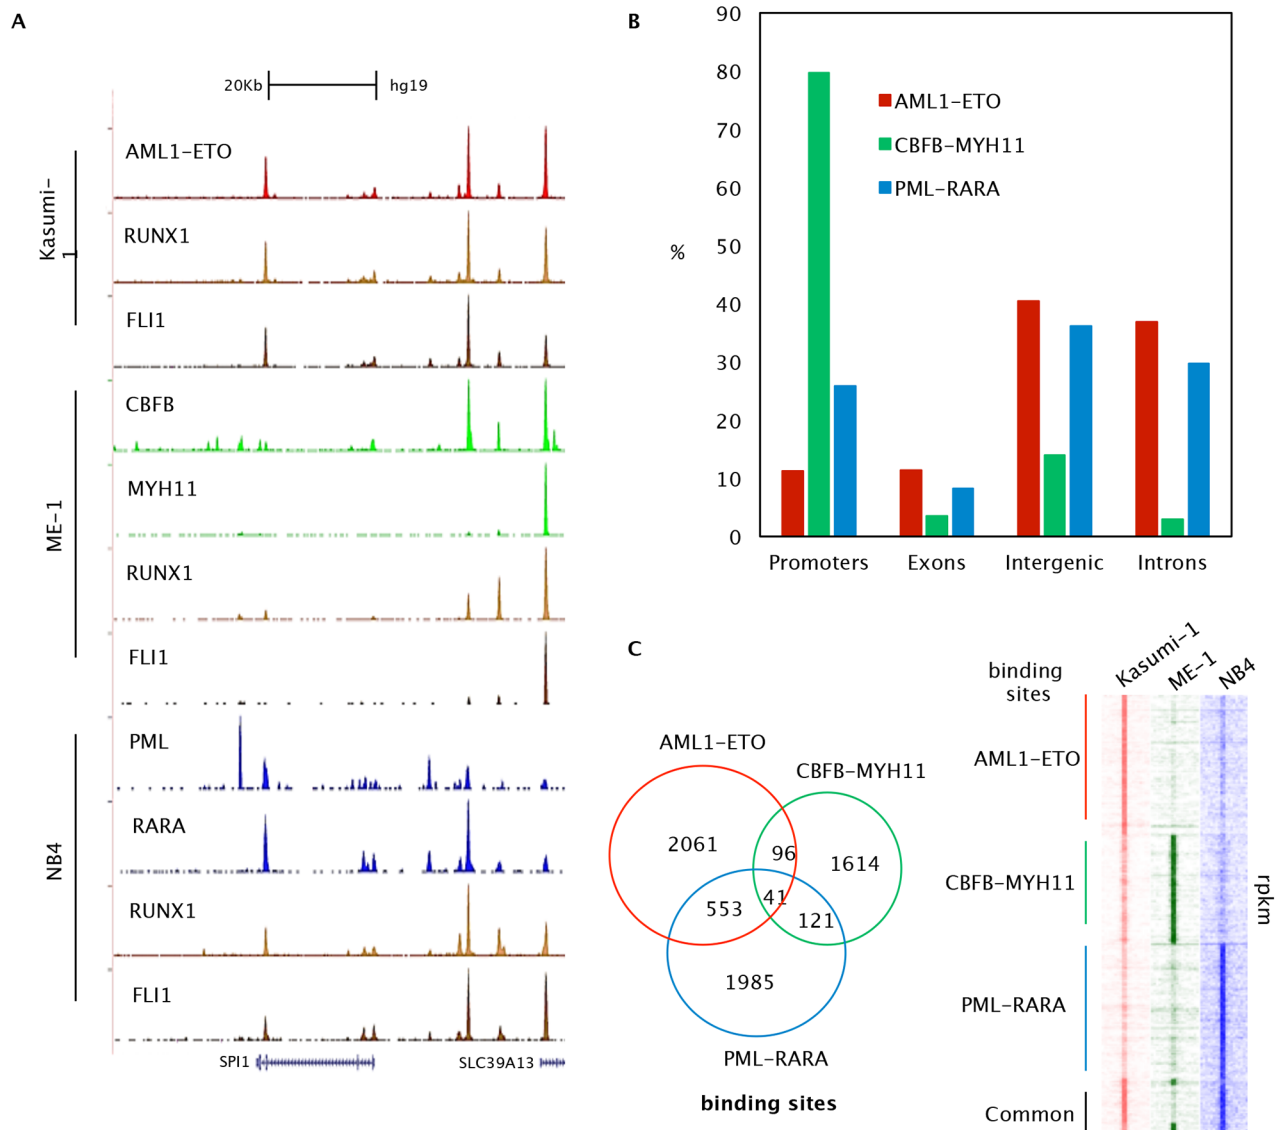 A
20Kb
hg19
Kasumi-
1
AML1-ETO
RUNX1
FLI1
ME-1
CBFB
MYH11
RUNX1
FLI1
NB4
PML
RARA
RUNX1
FLI1
SPI1
SLC39A13
B
%
90
80
70
60
50
40
30
20
10
0
AML1-ETO
CBFB-MYH11
PML-RARA
Promoters
Exons
Intergenic
Introns
C
AML1-ETO
CBFB-MYH11
2061
96
1614
41
553
121
1985
PML-RARA
binding sites
binding
sites
Kasumi-1
ME-1
NB4
AML1-ETO
CBFB-MYH11
PML-RARA
Common
rpkm